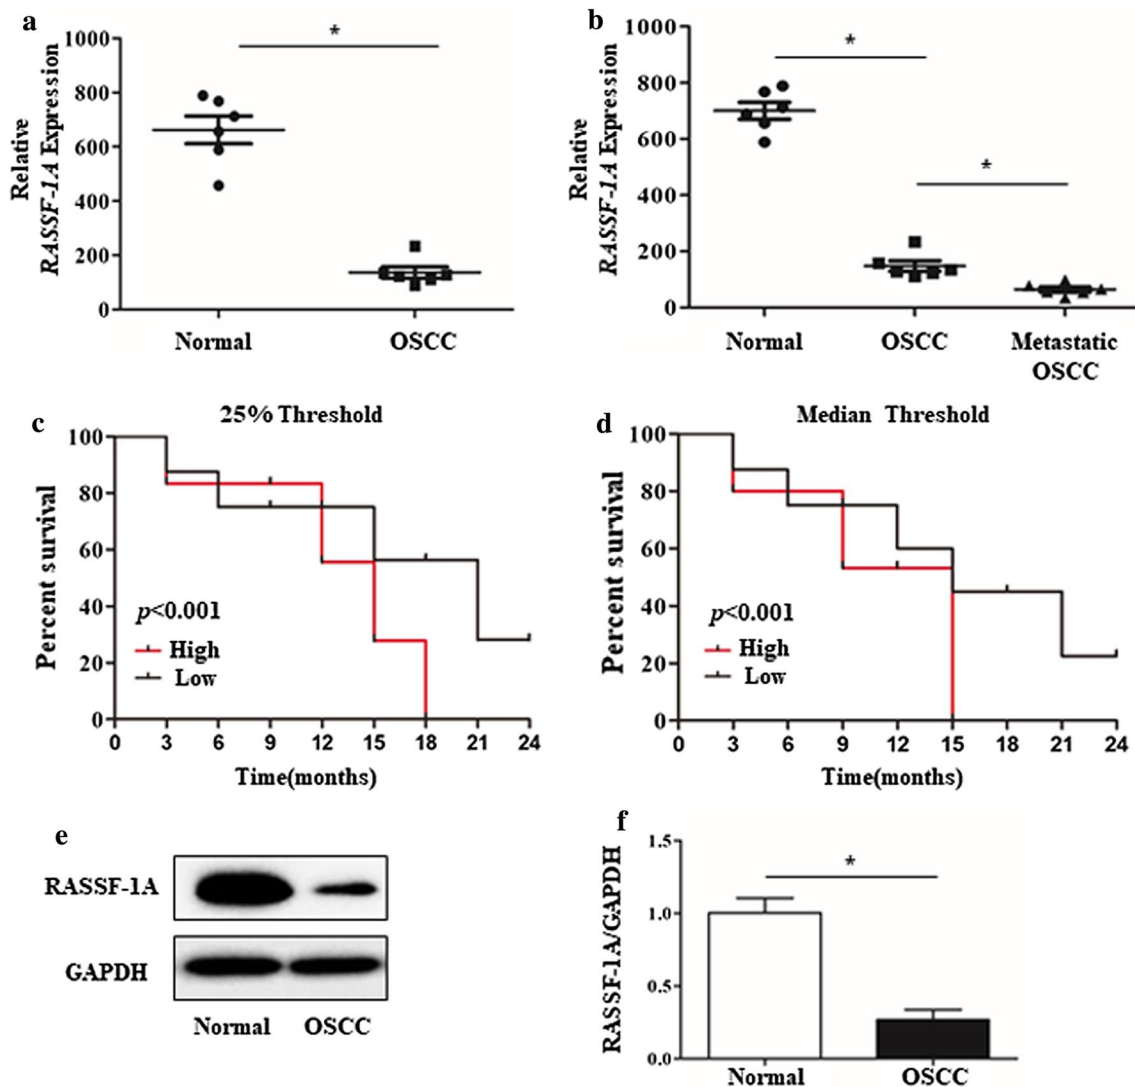 a
Relative
RASSF-1A Expression
1000
800
600
400
200
0
*
Normal
OSCC
b
Relative
RASSF-1A Expression
1000
800
600
400
200
0
*
*
Normal
OSCC
Metastatic
OSCC
c
25% Threshold
Percent survival
100
80
60
40
20
0
p<0.001
High
Low
0 3 6 9 12 15 18 21 24
Time(months)
d
Median Threshold
Percent survival
100
80
60
40
20
0
p<0.001
High
Low
0 3 6 9 12 15 18 21 24
Time(months)
e
RASSF-1A
GAPDH
Normal OSCC
f
RASSF-1A/GAPDH
1.5
1.0
0.5
0.0
*
Normal
OSCC